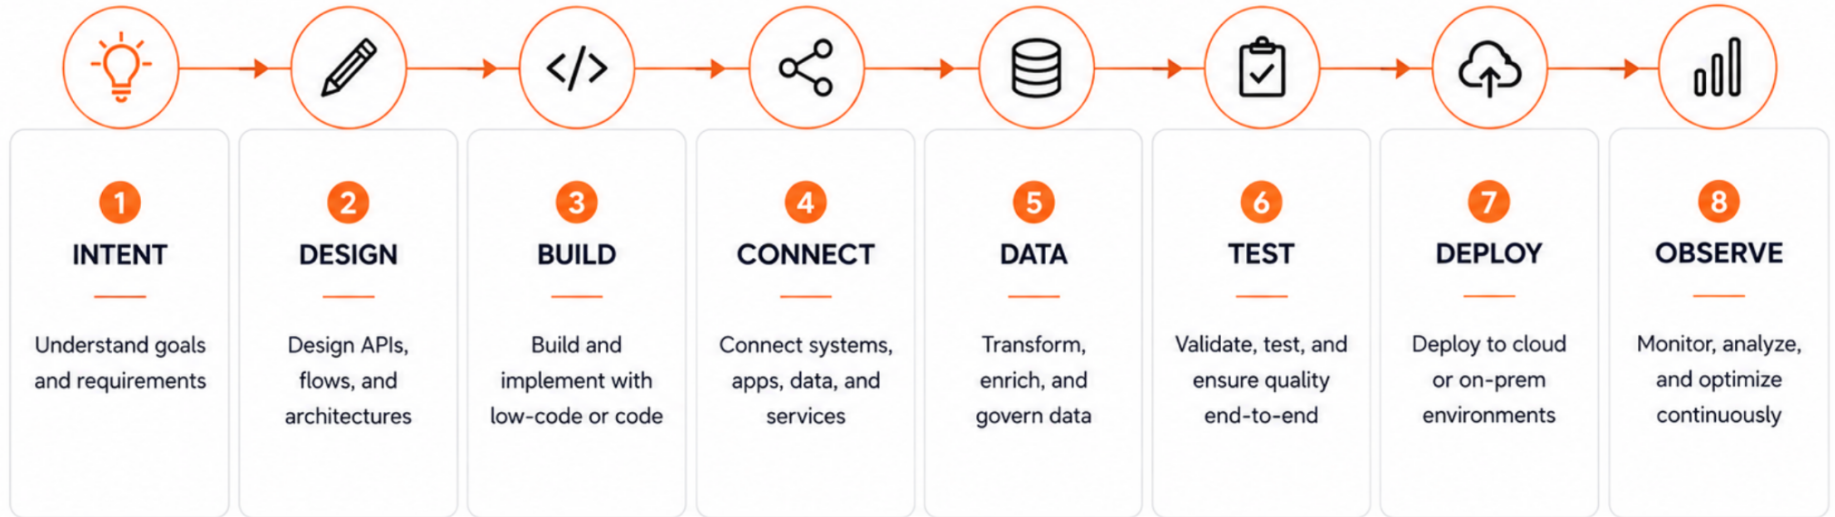 1
INTENT
Understand goals
and requirements
2
DESIGN
Design APIs,
flows, and
architectures
3
BUILD
Build and
implement with
low-code or code
4
CONNECT
Connect systems,
apps, data, and
services
5
DATA
Transform,
enrich, and
govern data
6
TEST
Validate, test, and
ensure quality
end-to-end
7
DEPLOY
Deploy to cloud
or on-prem
environments
8
OBSERVE
Monitor, analyze,
and optimize
continuously